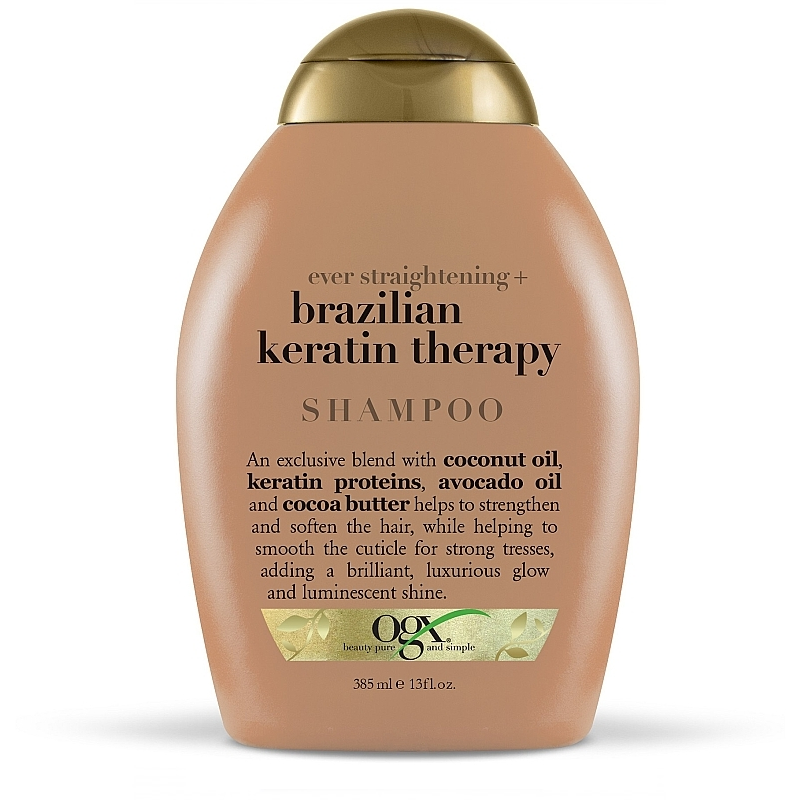 ever straightening+
brazilian
keratin therapy
SHAMPOO
An exclusive blend with coconut oil,
keratin proteins, avocado oil
and cocoa butter helps to strengthen
and soften the hair, while helping to
smooth the cuticle for strong tresses,
adding a brilliant, luxurious glow
and luminescent shine.
ogx®
beauty pure and simple
385 ml e 13fl.oz.